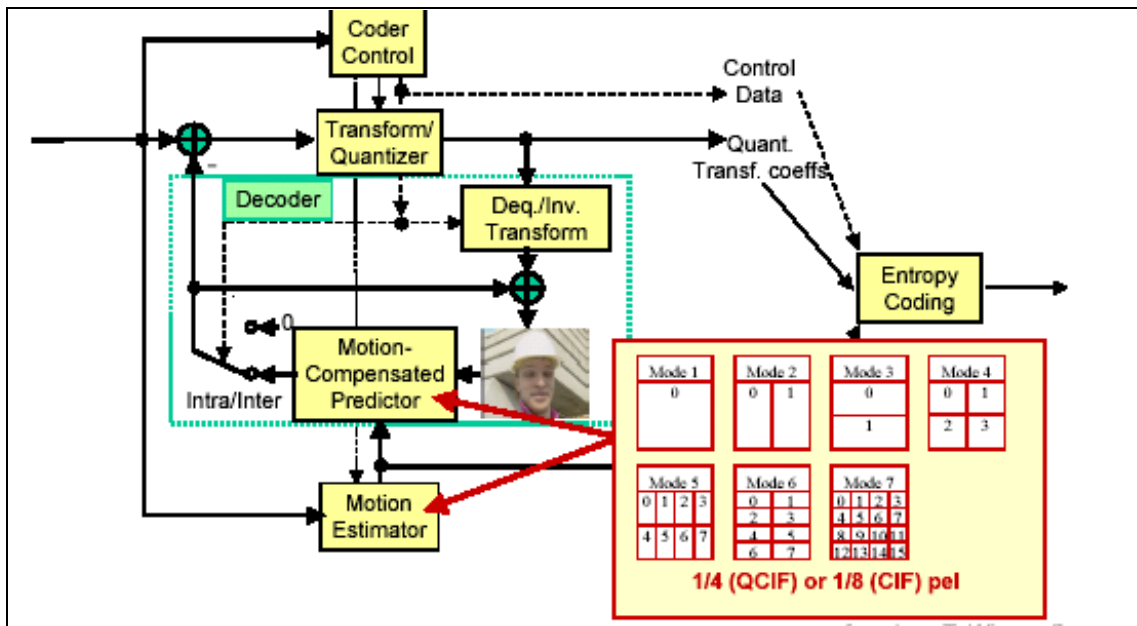 Coder
Control
Control
Data
Transform/
Quantizer
Quant.
Transf. coeffs
-
Decoder
Deq./Inv.
Transform
Entropy
Coding
0
Motion-
Compensated
Predictor
Intra/Inter
Motion
Estimator
Mode 1
0
Mode 2
0 1
Mode 3
0
1
Mode 4
0 1
2 3
Mode 5
0 1 2 3
4 5 6 7
Mode 6
0 1
2 3
4 5
6 7
Mode 7
0 1 2 3
4 5 6 7
8 9 10 11
12 13 14 15
1/4 (QCIF) or 1/8 (CIF) pel